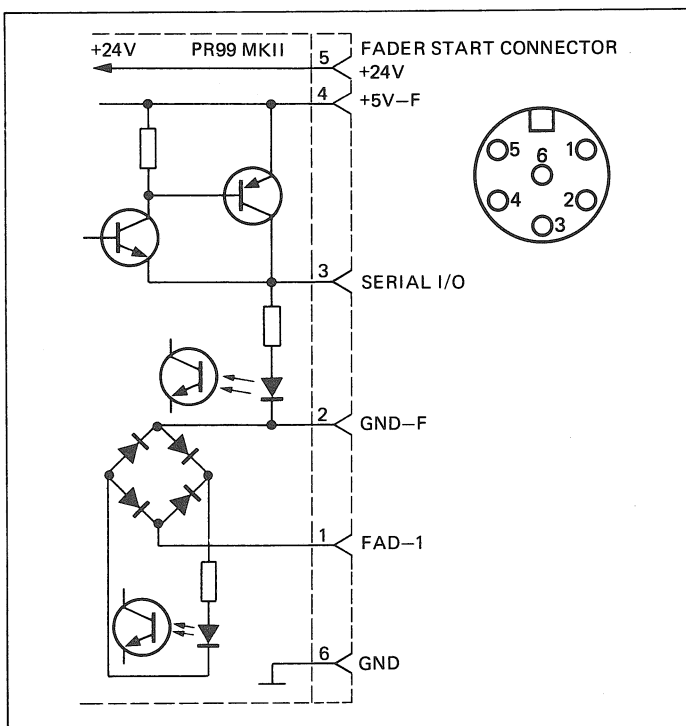 +24V PR99 MKII 5 FADER START CONNECTOR
+24V
4 +5V–F
5 6 1
4 2
3
3 SERIAL I/O
2 GND–F
1 FAD–1
6 GND